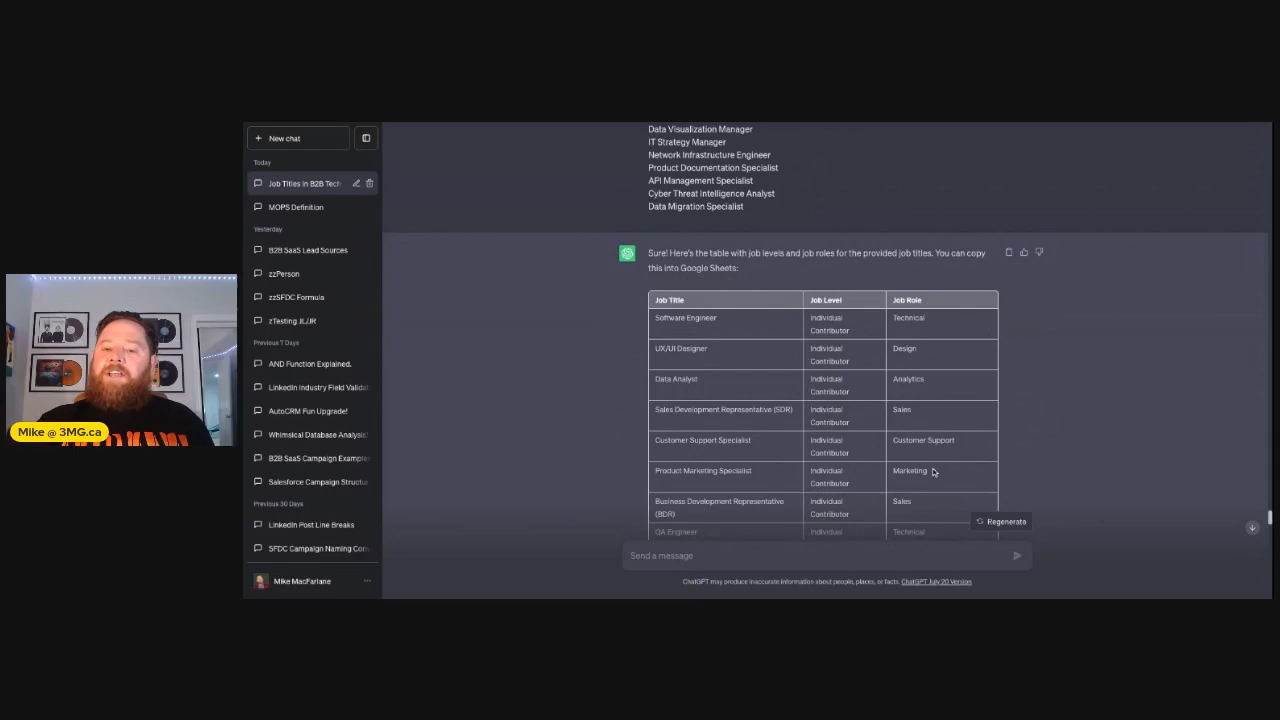 New chat
Today
Job Titles in B2B Tech
MOPS Definition
Yesterday
B2B SaaS Lead Sources
zzPerson
zzSFDC Formula
zzTesting JL/JR
Previous 7 Days
AND Function Explained.
LinkedIn Industry Field Validat
AutoCRM Fun Upgrade!
Whimsical Database Analysis
B2B SaaS Campaign Example
Salesforce Campaign Structu
Previous 30 Days
LinkedIn Post Line Breaks
SFDC Campaign Naming Con
Mike MacFarlane
Mike @ 3MG.ca
Data Visualization Manager
IT Strategy Manager
Network Infrastructure Engineer
Product Documentation Specialist
API Management Specialist
Cyber Threat Intelligence Analyst
Data Migration Specialist
Sure! Here's the table with job levels and job roles for the provided job titles. You can copy
this into Google Sheets:
Job Title Job Level Job Role
Software Engineer Individual Technical
Contributor
UX/UI Designer Individual Design
Contributor
Data Analyst Individual Analytics
Contributor
Sales Development Representative (SDR) Individual Sales
Contributor
Customer Support Specialist Individual Customer Support
Contributor
Product Marketing Specialist Individual Marketing
Contributor
Business Development Representative Individual Sales
(BDR) Contributor
QA Engineer Individual Technical
Regenerate
Send a message
ChatGPT may produce inaccurate information about people, places, or facts. ChatGPT July 20 Version